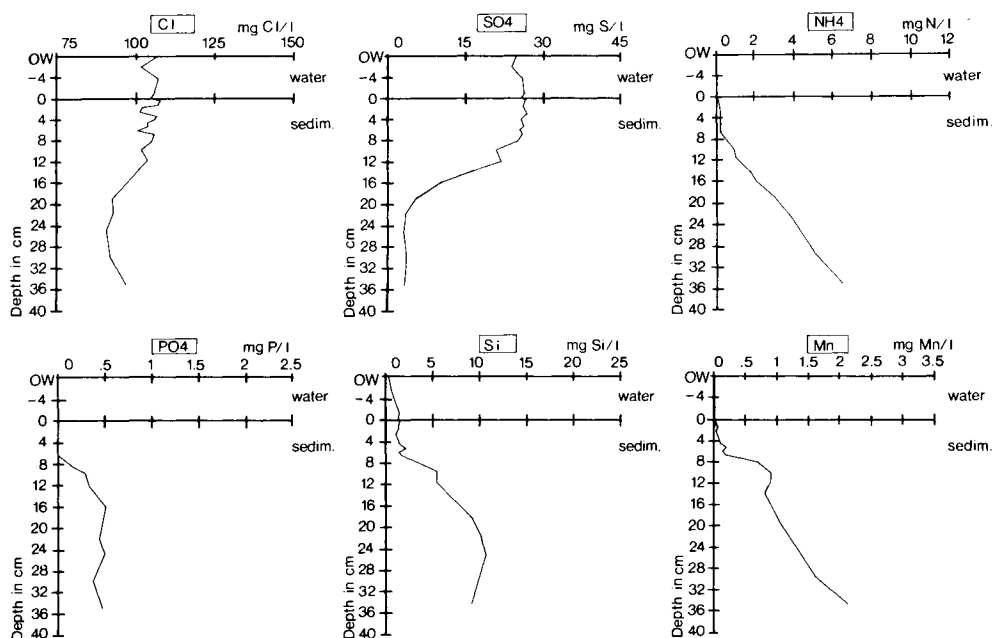 Cl mg Cl/l
75 100 125 150
OW
-4
0
4
8
12
16
20
24
28
32
36
40
Depth in cm
water
sedim.
SO4 mg S/l
0 15 30 45
OW
-4
0
4
8
12
16
20
24
28
32
36
40
Depth in cm
water
sedim.
NH4 mg N/l
0 2 4 6 8 10 12
OW
-4
0
4
8
12
16
20
24
28
32
36
40
Depth in cm
water
sedim.
PO4 mg P/l
0 .5 1 1.5 2 2.5
OW
-4
0
4
8
12
16
20
24
28
32
36
40
Depth in cm
water
sedim.
Si mg Si/l
0 5 10 15 20 25
OW
-4
0
4
8
12
16
20
24
28
32
36
40
Depth in cm
water
sedim.
Mn mg Mn/l
0 .5 1 1.5 2 2.5 3 3.5
OW
-4
0
4
8
12
16
20
24
28
32
36
40
Depth in cm
water
sedim.